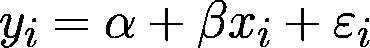 y_i = α + βx_i + ε_i